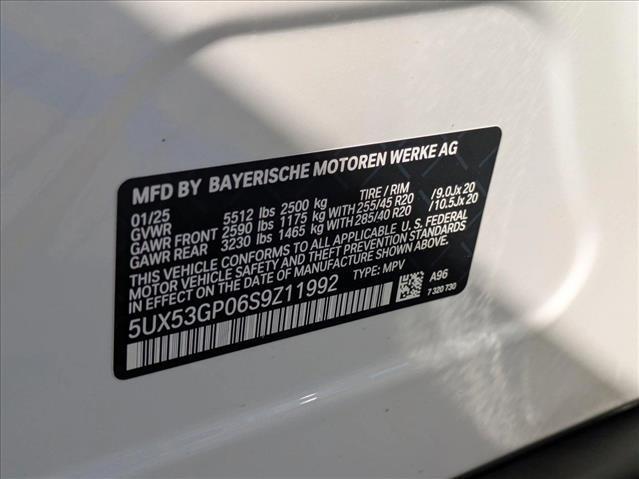 MFD BY BAYERISCHE MOTOREN WERKE AG
01/25 TIRE / RIM
GVWR 5512 lbs 2500 kg
GAWR FRONT 2590 lbs 1175 kg WITH 255/45 R20 /9.0Jx20
GAWR REAR 3230 lbs 1465 kg WITH 285/40 R20 /10.5Jx20
THIS VEHICLE CONFORMS TO ALL APPLICABLE U. S. FEDERAL
MOTOR VEHICLE SAFETY AND THEFT PREVENTION STANDARDS
IN EFFECT ON THE DATE OF MANUFACTURE SHOWN ABOVE.
5UX53GP06S9Z11992 TYPE: MPV A96
7 320 730